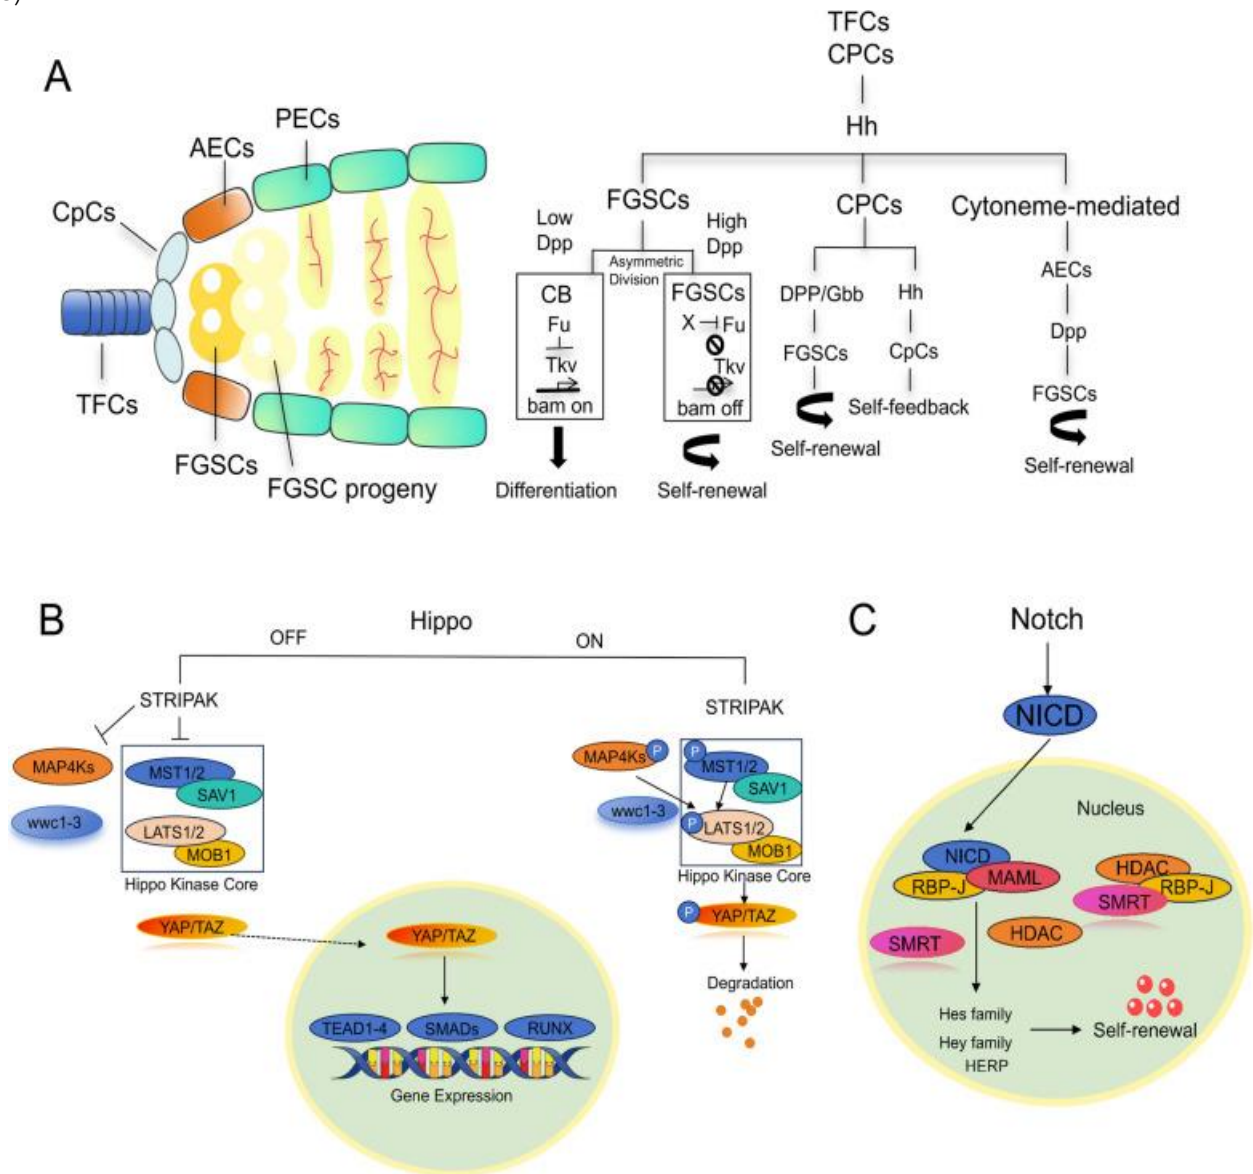 A
PECs
AECs
CpCs
TFCs
FGSCs
FGSC progeny
TFCs
CPCs
Hh
FGSCs
CPCs
Cytoneme-mediated
Low
Dpp
High
Dpp
Asymmetric
Division
CB
Fu
Tkv
bam on
Differentiation
FGSCs
X
Fu
Tkv
bam off
Self-renewal
DPP/Gbb
FGSCs
Self-renewal
Hh
CpCs
Self-feedback
AECs
Dpp
FGSCs
Self-renewal
B
Hippo
OFF
ON
STRIPAK
MAP4Ks
wwc1-3
MST1/2
SAV1
LATS1/2
MOB1
Hippo Kinase Core
YAP/TAZ
YAP/TAZ
TEAD1-4
SMADs
RUNX
Gene Expression
STRIPAK
MAP4Ks
P
P
MST1/2
SAV1
wwc1-3
P
LATS1/2
MOB1
Hippo Kinase Core
P
YAP/TAZ
Degradation
C
Notch
NICD
Nucleus
NICD
RBP-J
MAML
HDAC
RBP-J
SMRT
SMRT
HDAC
Hes family
Hey family
HERP
Self-renewal